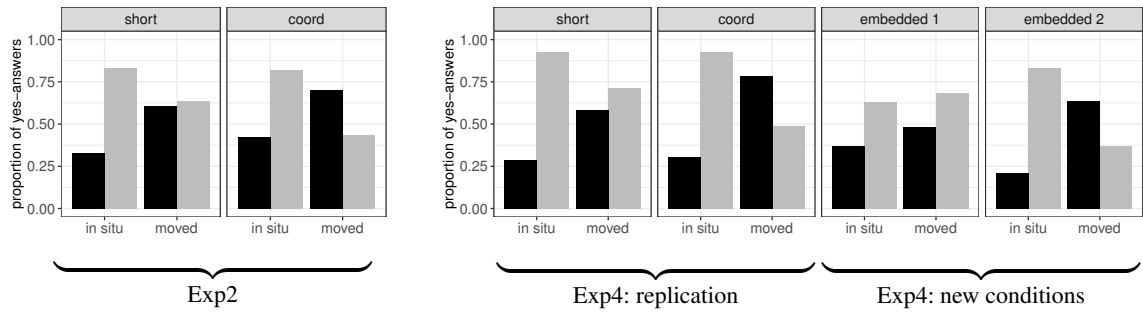 short coord
proportion of yes−answers
1.00
0.75
0.50
0.25
0.00
in situ moved in situ moved
Exp2
short coord embedded 1 embedded 2
proportion of yes−answers
1.00
0.75
0.50
0.25
0.00
in situ moved in situ moved in situ moved in situ moved
Exp4: replication Exp4: new conditions